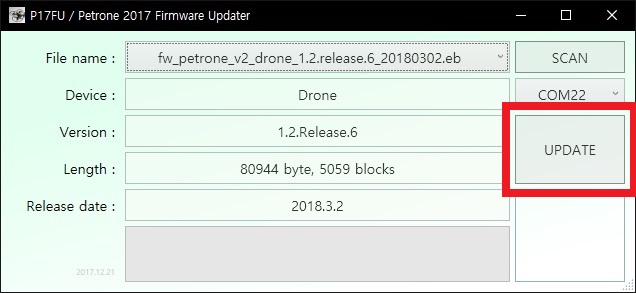 P17FU / Petrone 2017 Firmware Updater
File name : fw_petrone_v2_drone_1.2.release.6_20180302.eb SCAN
Device : Drone COM22
Version : 1.2.Release.6
UPDATE
Length : 80944 byte, 5059 blocks
Release date : 2018.3.2
2017.12.21